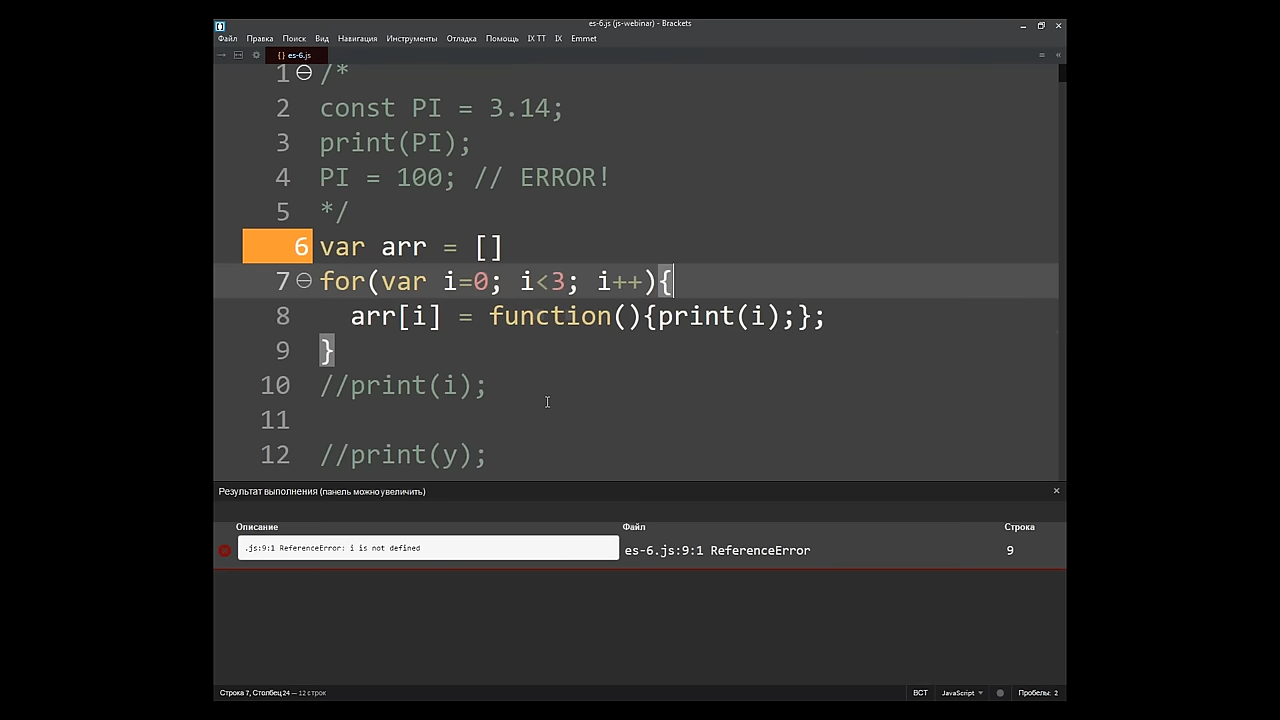 es-6.js (js-webinar) - Brackets
Файл Правка Поиск Вид Навигация Инструменты Отладка Помощь IX TT IX Emmet
{} es-6.js
1 /*
2 const PI = 3.14;
3 print(PI);
4 PI = 100; // ERROR!
5 */
6 var arr = []
7 for(var i=0; i<3; i++){
8 arr[i] = function(){print(i);};
9 }
10 //print(i);
11
12 //print(y);
Результат выполнения (панель можно увеличить)
Описание Файл Строка
.js:9:1 ReferenceError: i is not defined es-6.js:9:1 ReferenceError 9
Строка 7, Столбец 24 — 12 строк ВСТ JavaScript Пробелы: 2